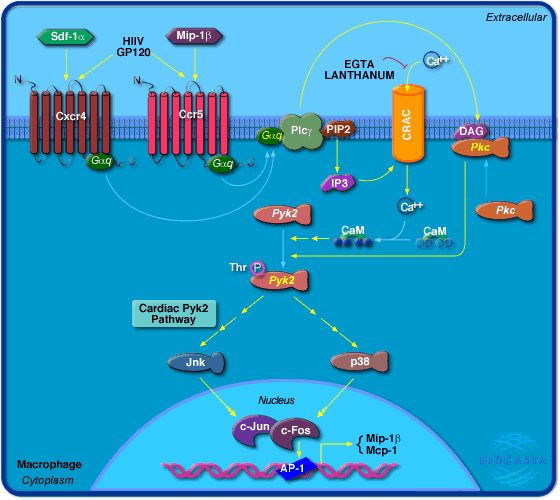 Extracellular
Sdf-1α
HIIV
GP120
Mip-1β
EGTA
LANTHANUM
Ca++
N
N
Cxcr4
Ccr5
Gαq
Gαq
Gαq
Plcγ
PIP2
CRAC
DAG
Pkc
IP3
Ca++
Pkc
Pyk2
CaM
CaM
Thr
P
Pyk2
Cardiac Pyk2
Pathway
Jnk
p38
Nucleus
c-Jun
c-Fos
Mip-1β
Mcp-1
AP-1
Macrophage
Cytoplasm
BIOCARTA